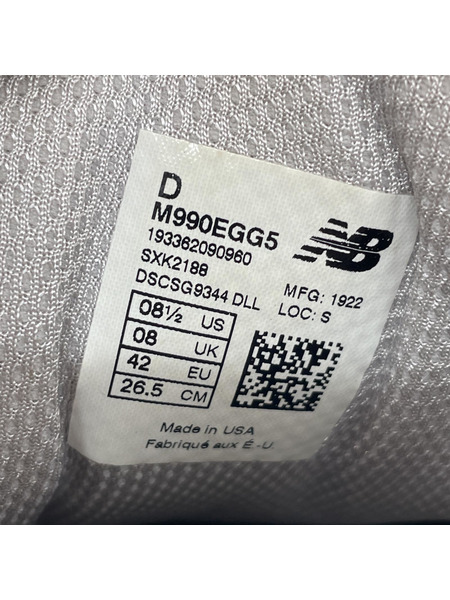 D
M990EGG5
193362090960
SXK2188
DSCSG9344 DLL
NB
MFG: 1922
LOC: S
08½ US
08 UK
42 EU
26.5 CM
Made in USA
Fabriqué aux É.-U.